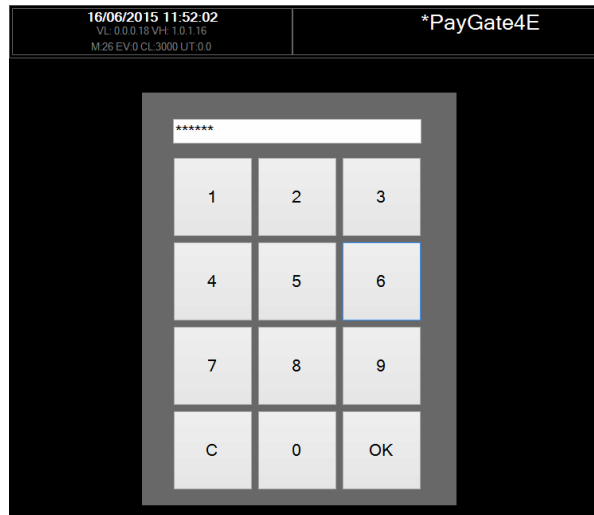 16/06/2015 11:52:02
VL: 0.0.0.18 VH: 1.0.1.16
M:26 EV:0 CL:3000 UT:0.0
*PayGate4E
******
1 2 3
4 5 6
7 8 9
C 0 OK